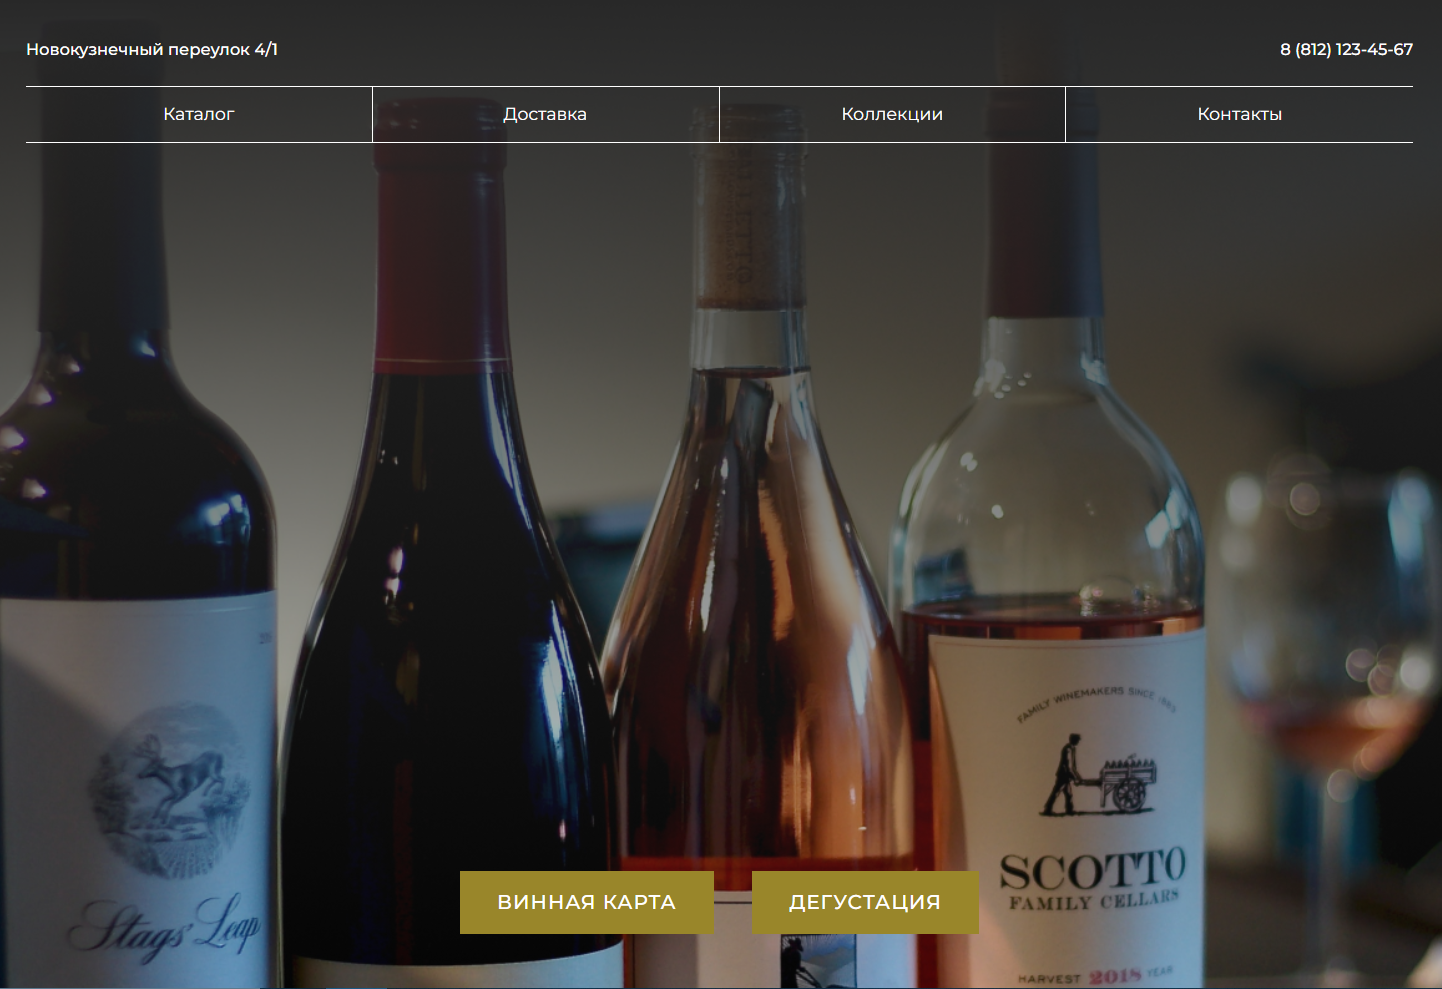 Новокузнечный переулок 4/1
8 (812) 123-45-67
Каталог
Доставка
Коллекции
Контакты
FAMILY WINEMAKERS SINCE 1883
SCOTTO
FAMILY CELLARS
Stags' Leap
ВИННАЯ КАРТА
ДЕГУСТАЦИЯ
HARVEST 2018 YEAR